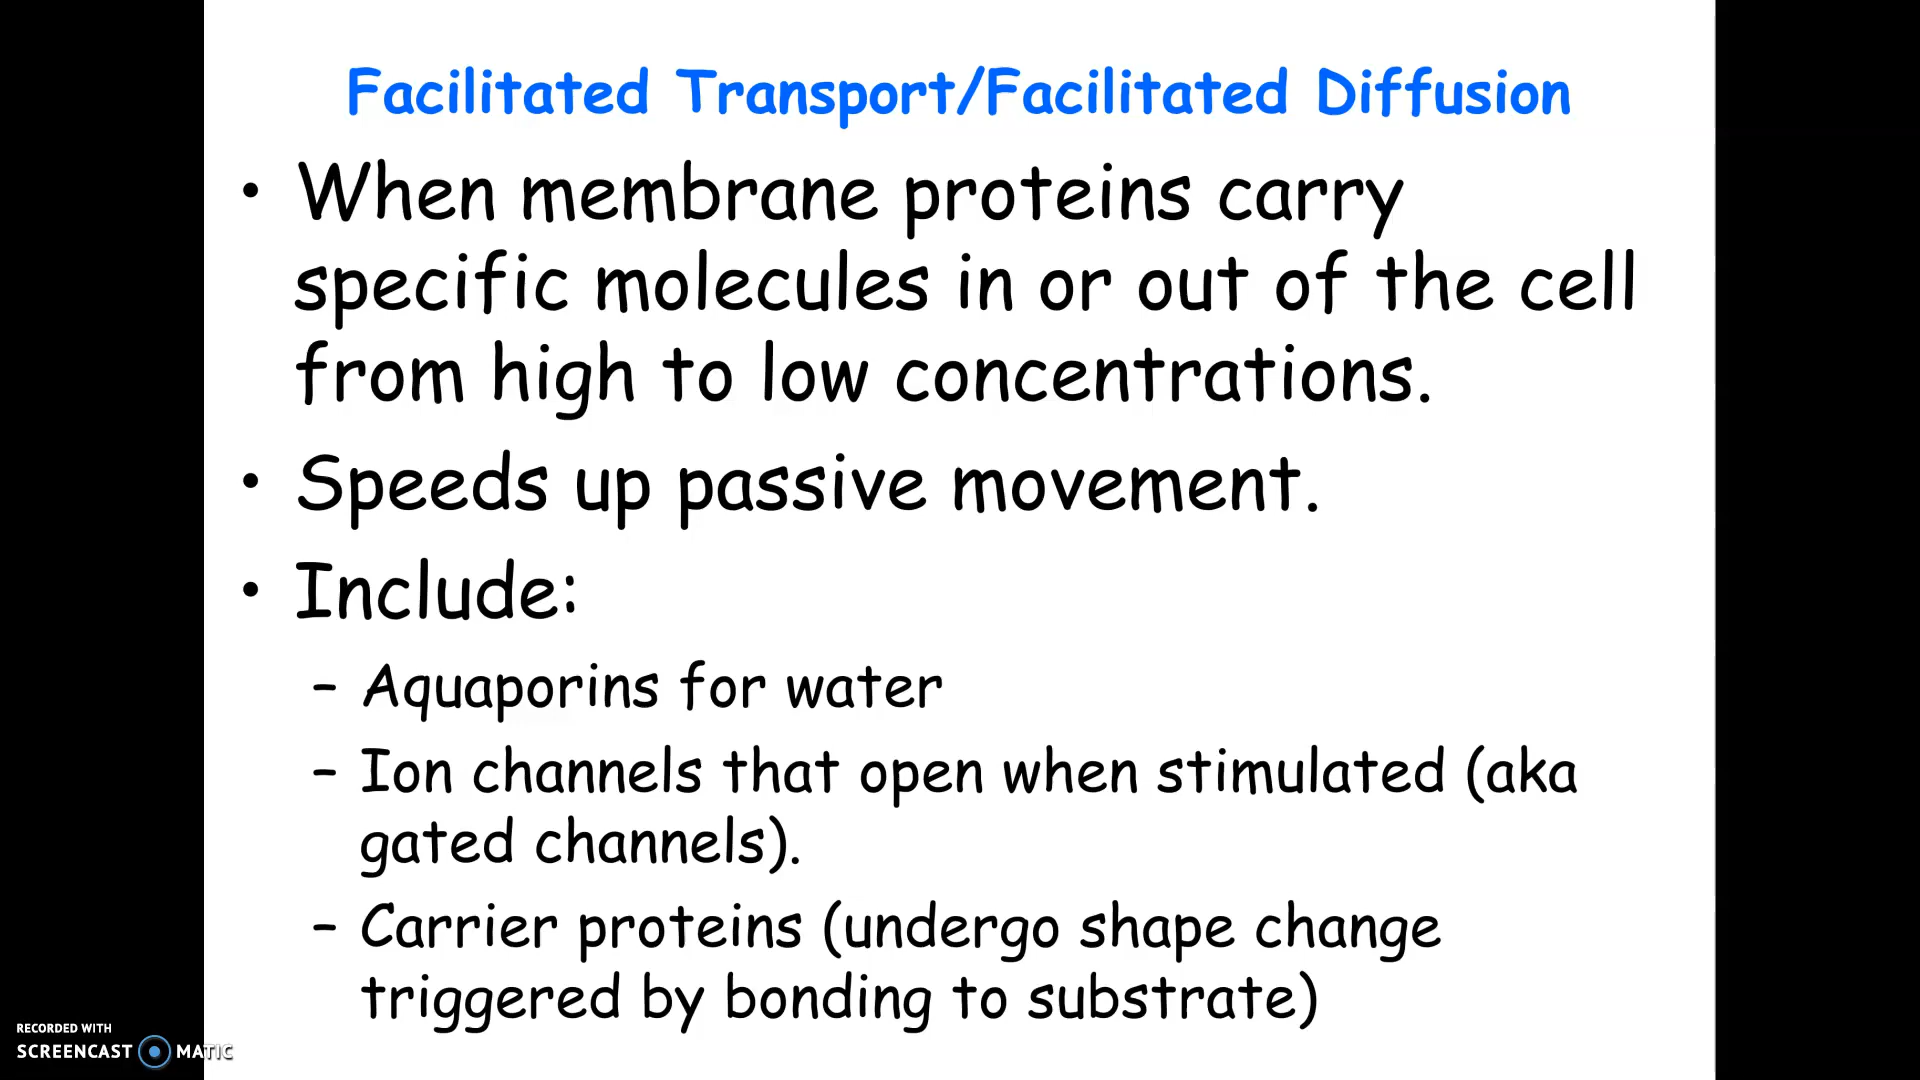 Facilitated Transport/Facilitated Diffusion
• When membrane proteins carry
specific molecules in or out of the cell
from high to low concentrations.
• Speeds up passive movement.
• Include:
– Aquaporins for water
– Ion channels that open when stimulated (aka
gated channels).
– Carrier proteins (undergo shape change
triggered by bonding to substrate)
RECORDED WITH
SCREENCAST MATIC